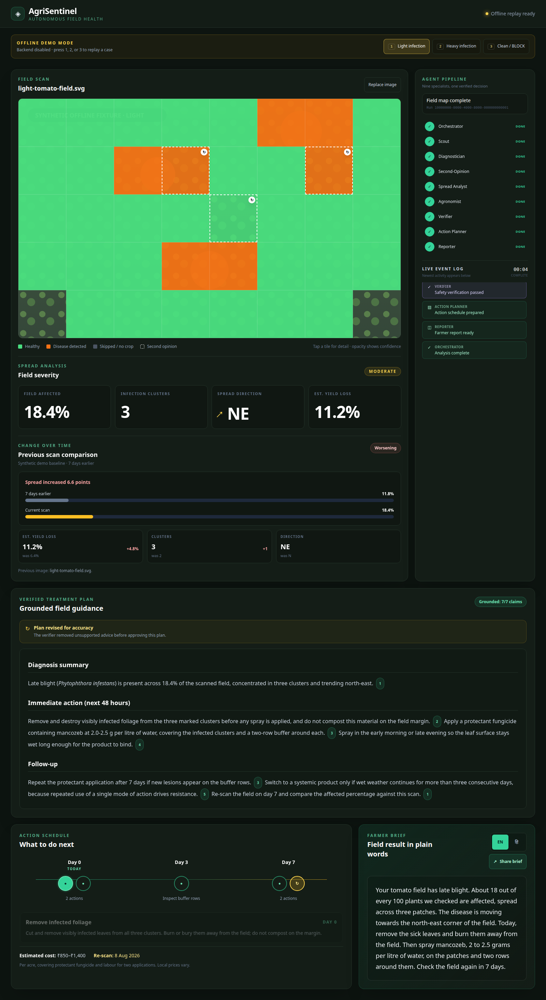 AgriSentinel
AUTONOMOUS FIELD HEALTH
Offline replay ready
OFFLINE DEMO MODE
Backend disabled · press 1, 2, or 3 to replay a case
1 Light infection
2 Heavy infection
3 Clean / BLOCK
FIELD SCAN
light-tomato-field.svg
Replace image
SYNTHETIC OFFLINE FIXTURE · LIGHT
Healthy
Disease detected
Skipped / no crop
Second opinion
Tap a tile for detail · opacity shows confidence
SPREAD ANALYSIS
Field severity
MODERATE
FIELD AFFECTED
18.4%
INFECTION CLUSTERS
3
SPREAD DIRECTION
↗ NE
EST. YIELD LOSS
11.2%
CHANGE OVER TIME
Previous scan comparison
Synthetic demo baseline · 7 days earlier
Worsening
Spread increased 6.6 points
7 days earlier 11.8%
Current scan 18.4%
EST. YIELD LOSS
11.2% +4.8%
was 6.4%
CLUSTERS
3 +1
was 2
DIRECTION
NE
was N
Previous image: light-tomato-field.svg.
AGENT PIPELINE
Nine specialists, one verified decision
Field map complete
Run 10000000-0000-4000-8000-000000000001
✓ Orchestrator DONE
✓ Scout DONE
✓ Diagnostician DONE
✓ Second-Opinion DONE
✓ Spread Analyst DONE
✓ Agronomist DONE
✓ Verifier DONE
✓ Action Planner DONE
✓ Reporter DONE
LIVE EVENT LOG 00:04
Newest activity appears below COMPLETE
✓ VERIFIER
Safety verification passed
ACTION PLANNER
Action schedule prepared
REPORTER
Farmer report ready
✓ ORCHESTRATOR
Analysis complete
VERIFIED TREATMENT PLAN
Grounded field guidance
Grounded: 7/7 claims
↻ Plan revised for accuracy
The verifier removed unsupported advice before approving this plan.
Diagnosis summary
Late blight (Phytophthora infestans) is present across 18.4% of the scanned field, concentrated in three clusters and trending north-east. 1
Immediate action (next 48 hours)
Remove and destroy visibly infected foliage from the three marked clusters before any spray is applied, and do not compost this material on the field margin. 2 Apply a protectant fungicide
containing mancozeb at 2.0-2.5 g per litre of water, covering the infected clusters and a two-row buffer around each. 3 Spray in the early morning or late evening so the leaf surface stays
wet long enough for the product to bind. 4
Follow-up
Repeat the protectant application after 7 days if new lesions appear on the buffer rows. 3 Switch to a systemic product only if wet weather continues for more than three consecutive days,
because repeated use of a single mode of action drives resistance. 5 Re-scan the field on day 7 and compare the affected percentage against this scan. 1
ACTION SCHEDULE
What to do next
Day 0
TODAY
2 actions
Day 3
Inspect buffer rows
Day 7
2 actions
Remove infected foliage DAY 0
Cut and remove visibly infected leaves from all three clusters. Burn or bury them away from the field; do not compost on the margin.
Estimated cost: ₹850–₹1,400 Re-scan: 8 Aug 2026
Per acre, covering protectant fungicide and labour for two applications. Local prices vary.
FARMER BRIEF
Field result in plain
words
EN हि
↗ Share brief
Your tomato field has late blight. About 18 out of
every 100 plants we checked are affected, spread
across three patches. The disease is moving
towards the north-east corner of the field. Today,
remove the sick leaves and burn them away from
the field. Then spray mancozeb, 2 to 2.5 grams
per litre of water, on the patches and two rows
around them. Check the field again in 7 days.